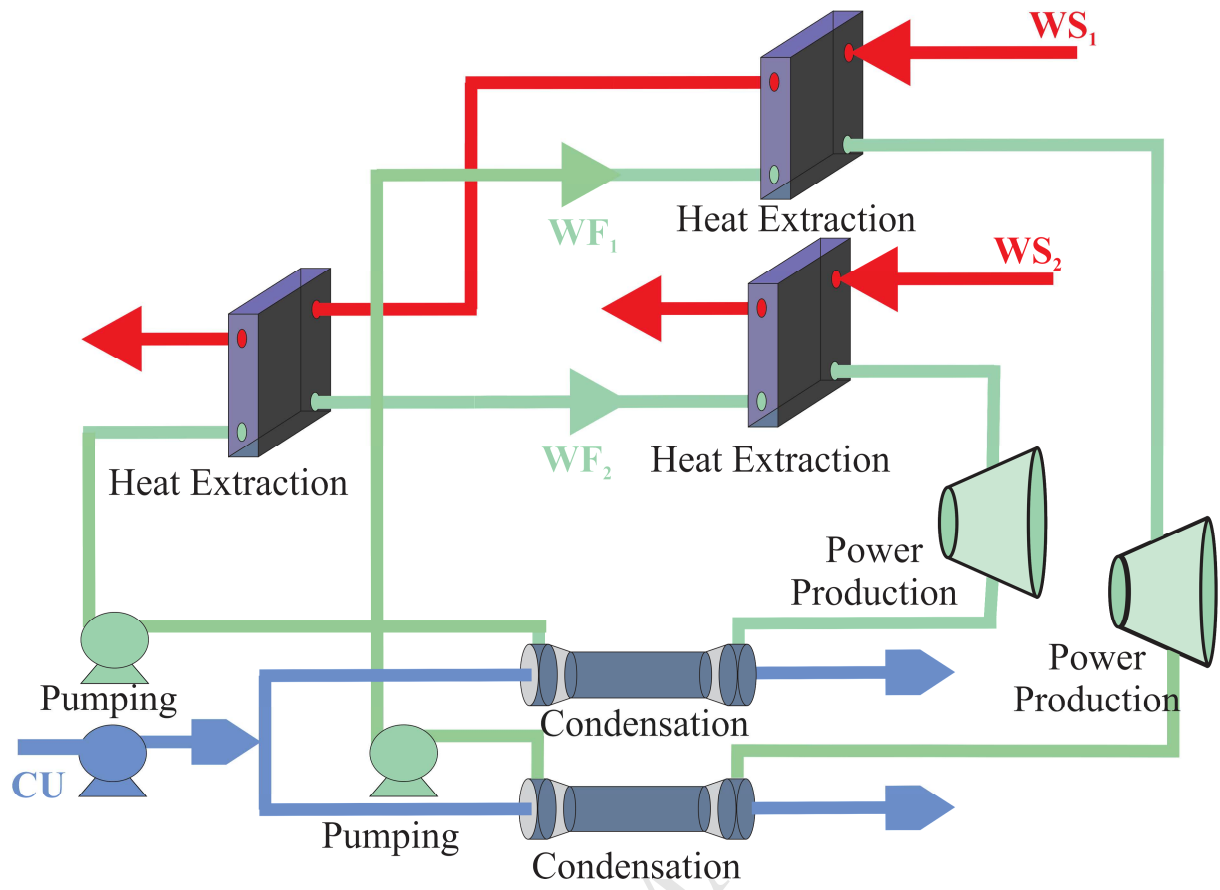 WS₁
Heat Extraction
WF₁
WS₂
Heat Extraction
WF₂
Heat Extraction
Power
Production
Power
Production
Pumping
Condensation
CU
Pumping
Condensation